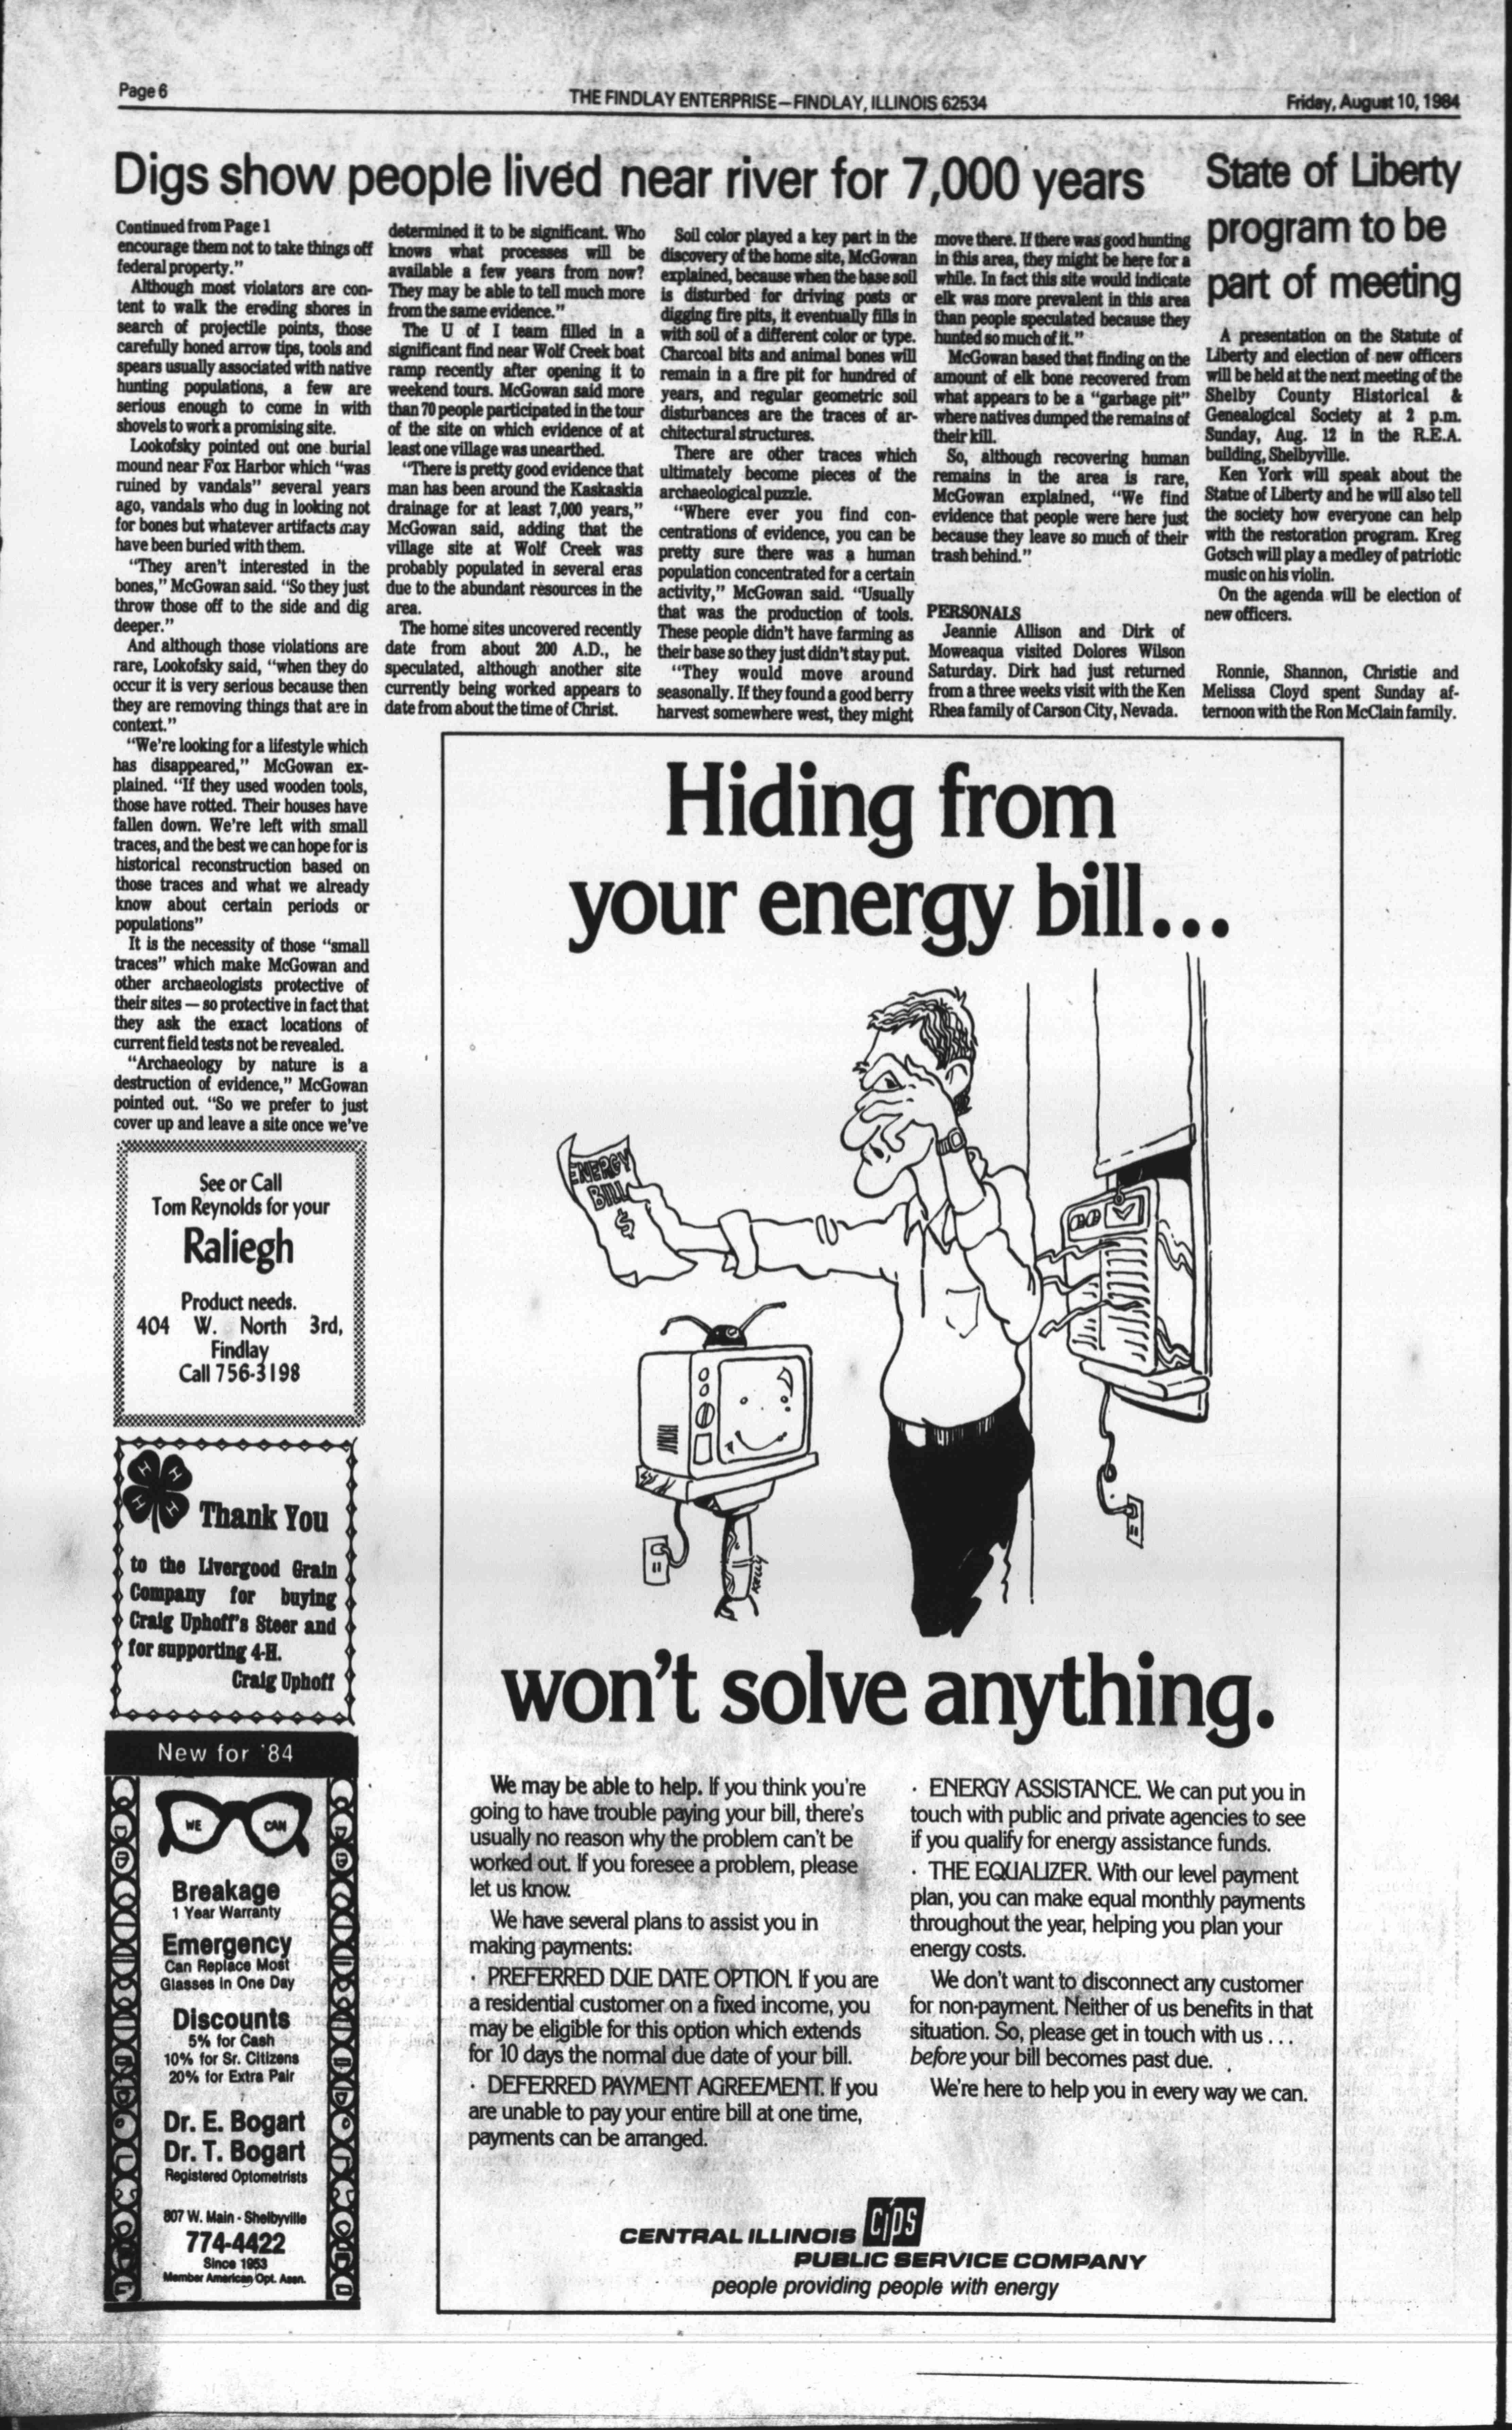 Page 6
THE FINDLAY ENTERPRISE—FINDLAY, ILLINOIS 62534
Friday, August 10, 1984
Digs show people lived near river for 7,000 years
Continued from Page 1
encourage them not to take things off
federal property.”
Although most violators are con-
tent to walk the eroding shores in
search of projectile points, those
carefully honed arrow tips, tools and
spears usually associated with native
hunting populations, a few are
serious enough to come in with
shovels to work a promising site.
Lookofsky pointed out one burial
mound near Fox Harbor which “was
ruined by vandals” several years
ago, vandals who dug in looking not
for bones but whatever artifacts may
have been buried with them.
“They aren’t interested in the
bones,” McGowan said. “So they just
throw those off to the side and dig
deeper.”
And although those violations are
rare, Lookofsky said, “when they do
occur it is very serious because then
they are removing things that are in
context.”
“We’re looking for a lifestyle which
has disappeared,” McGowan ex-
plained. “If they used wooden tools,
those have rotted. Their houses have
fallen down. We’re left with small
traces, and the best we can hope for is
historical reconstruction based on
those traces and what we already
know about certain periods or
populations”
It is the necessity of those “small
traces” which make McGowan and
other archaeologists protective of
their sites — so protective in fact that
they ask the exact locations of
current field tests not be revealed.
“Archaeology by nature is a
destruction of evidence,” McGowan
pointed out. “So we prefer to just
cover up and leave a site once we’ve
determined it to be significant. Who
knows what processes will be
available a few years from now?
They may be able to tell much more
from the same evidence.”
The U of I team filled in a
significant find near Wolf Creek boat
ramp recently after opening it to
weekend tours. McGowan said more
than 70 people participated in the tour
of the site on which evidence of at
least one village was unearthed.
“There is pretty good evidence that
man has been around the Kaskaskia
drainage for at least 7,000 years,”
McGowan said, adding that the
village site at Wolf Creek was
probably populated in several eras
due to the abundant resources in the
area.
The home sites uncovered recently
date from about 200 A.D., he
speculated, although another site
currently being worked appears to
date from about the time of Christ.
Soil color played a key part in the
discovery of the home site, McGowan
explained, because when the base soil
is disturbed for driving posts or
digging fire pits, it eventually fills in
with soil of a different color or type.
Charcoal bits and animal bones will
remain in a fire pit for hundred of
years, and regular geometric soil
disturbances are the traces of ar-
chitectural structures.
There are other traces which
ultimately become pieces of the
archaeological puzzle.
“Where ever you find con-
centrations of evidence, you can be
pretty sure there was a human
population concentrated for a certain
activity,” McGowan said. “Usually
that was the production of tools.
These people didn’t have farming as
their base so they just didn’t stay put.
“They would move around
seasonally. If they found a good berry
harvest somewhere west, they might
move there. If there was good hunting
in this area, they might be here for a
while. In fact this site would indicate
elk was more prevalent in this area
than people speculated because they
hunted so much of it.”
McGowan based that finding on the
amount of elk bone recovered from
what appears to be a “garbage pit”
where natives dumped the remains of
their kill.
So, although recovering human
remains in the area is rare,
McGowan explained, “We find
evidence that people were here just
because they leave so much of their
trash behind.”
PERSONALS
Jeannie Allison and Dirk of
Moweaqua visited Dolores Wilson
Saturday. Dirk had just returned
from a three weeks visit with the Ken
Rhea family of Carson City, Nevada.
State of Liberty
program to be
part of meeting
A presentation on the Statute of
Liberty and election of new officers
will be held at the next meeting of the
Shelby County Historical &
Genealogical Society at 2 p.m.
Sunday, Aug. 12 in the R.E.A.
building, Shelbyville.
Ken York will speak about the
Statue of Liberty and he will also tell
the society how everyone can help
with the restoration program. Kreg
Gotsch will play a medley of patriotic
music on his violin.
On the agenda will be election of
new officers.
Ronnie, Shannon, Christie and
Melissa Cloyd spent Sunday af-
ternoon with the Ron McClain family.
See or Call
Tom Reynolds for your
Raliegh
Product needs.
404 W. North 3rd,
Findlay
Call 756-3198
H H
H H
Thank You
to the Livergood Grain
Company for buying
Craig Uphoff’s Steer and
for supporting 4-H.
Craig Uphoff
New for ’84
WE CAN
Breakage
1 Year Warranty
Emergency
Can Replace Most
Glasses in One Day
Discounts
5% for Cash
10% for Sr. Citizens
20% for Extra Pair
Dr. E. Bogart
Dr. T. Bogart
Registered Optometrists
807 W. Main - Shelbyville
774-4422
Since 1953
Member American Opt. Assn.
Hiding from
your energy bill...
ENERGY
BILL
$
KELLY
won’t solve anything.
We may be able to help. If you think you’re
going to have trouble paying your bill, there’s
usually no reason why the problem can’t be
worked out. If you foresee a problem, please
let us know.
We have several plans to assist you in
making payments:
· PREFERRED DUE DATE OPTION. If you are
a residential customer on a fixed income, you
may be eligible for this option which extends
for 10 days the normal due date of your bill.
· DEFERRED PAYMENT AGREEMENT. If you
are unable to pay your entire bill at one time,
payments can be arranged.
· ENERGY ASSISTANCE. We can put you in
touch with public and private agencies to see
if you qualify for energy assistance funds.
· THE EQUALIZER. With our level payment
plan, you can make equal monthly payments
throughout the year, helping you plan your
energy costs.
We don’t want to disconnect any customer
for non-payment. Neither of us benefits in that
situation. So, please get in touch with us . . .
before your bill becomes past due.
We’re here to help you in every way we can.
CENTRAL ILLINOIS CIPS
PUBLIC SERVICE COMPANY
people providing people with energy